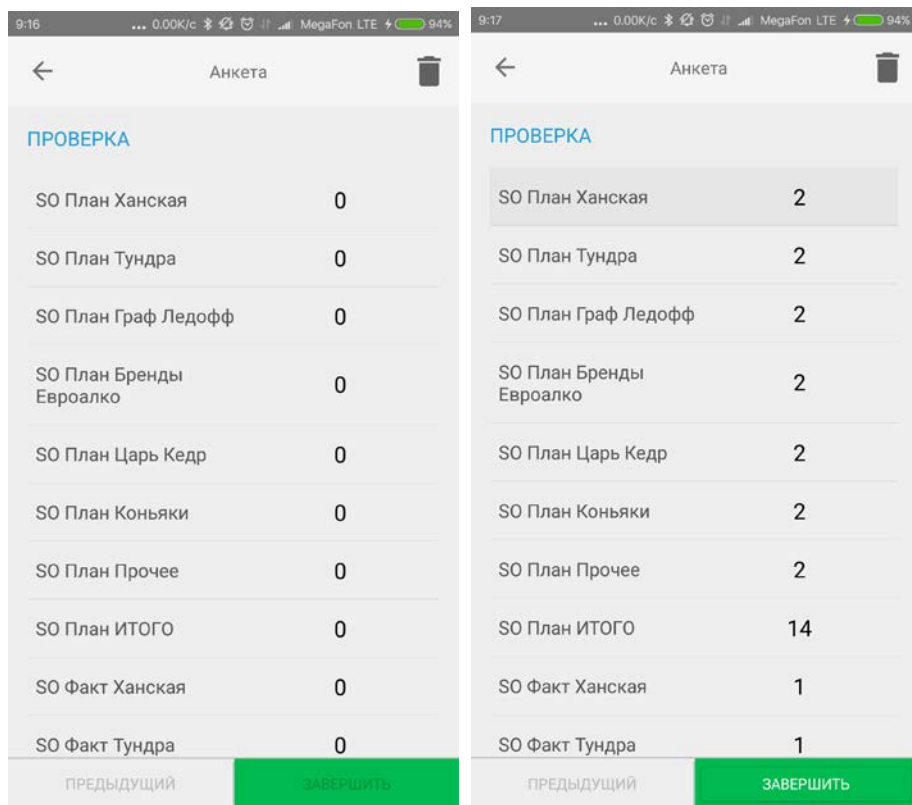 9:16 ... 0.00K/c MegaFon LTE 94%
Анкета
ПРОВЕРКА
SO План Ханская 0
SO План Тундра 0
SO План Граф Ледофф 0
SO План Бренды
Евроалко 0
SO План Царь Кедр 0
SO План Коньяки 0
SO План Прочее 0
SO План ИТОГО 0
SO Факт Ханская 0
SO Факт Тундра 0
ПРЕДЫДУЩИЙ ЗАВЕРШИТЬ
9:17 ... 0.00K/c MegaFon LTE 94%
Анкета
ПРОВЕРКА
SO План Ханская 2
SO План Тундра 2
SO План Граф Ледофф 2
SO План Бренды
Евроалко 2
SO План Царь Кедр 2
SO План Коньяки 2
SO План Прочее 2
SO План ИТОГО 14
SO Факт Ханская 1
SO Факт Тундра 1
ПРЕДЫДУЩИЙ ЗАВЕРШИТЬ